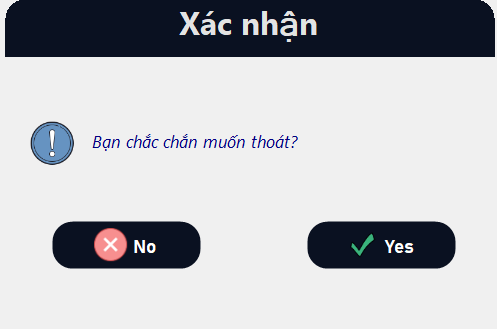 Xác nhận
Bạn chắc chắn muốn thoát?
No
Yes